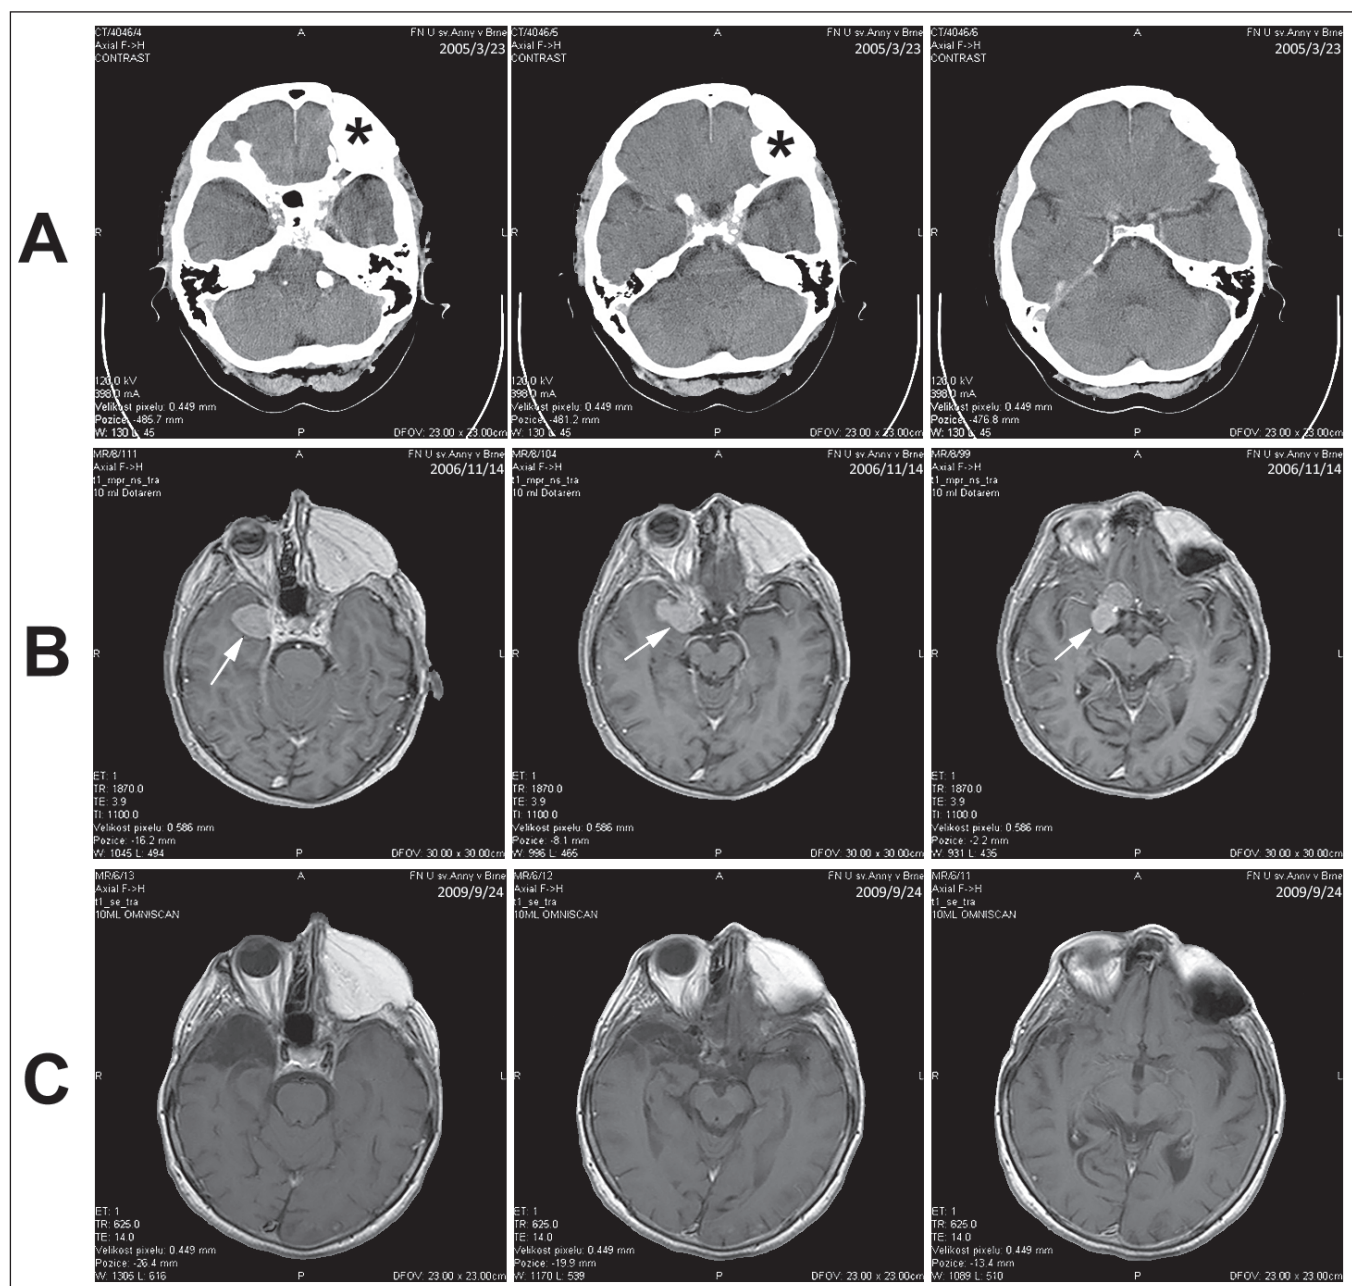 A
CT/4046/4
Axial F->H
CONTRAST
A
FN U sv.Anny v Brne
2005/3/23
R
L
*
120.0 kV
398.0 mA
Velikost pixelu: 0.449 mm
Pozice: -485.7 mm
W: 130 L: 45
P
DFOV: 23.00 x 23.00cm
CT/4046/5
Axial F->H
CONTRAST
A
FN U sv.Anny v Brne
2005/3/23
R
L
*
120.0 kV
398.0 mA
Velikost pixelu: 0.449 mm
Pozice: -481.2 mm
W: 130 L: 45
P
DFOV: 23.00 x 23.00cm
CT/4046/6
Axial F->H
CONTRAST
A
FN U sv.Anny v Brne
2005/3/23
R
L
120.0 kV
398.0 mA
Velikost pixelu: 0.449 mm
Pozice: -476.8 mm
W: 130 L: 45
P
DFOV: 23.00 x 23.00cm
B
MR/8/111
Axial F->H
t1_mpr_ns_tra
10 ml Dotarem
A
FN U sv.Anny v Brne
2006/11/14
R
L
ET: 1
TR: 1870.0
TE: 3.9
TI: 1100.0
Velikost pixelu: 0.586 mm
Pozice: -16.2 mm
W: 1045 L: 494
P
DFOV: 30.00 x 30.00cm
MR/8/104
Axial F->H
t1_mpr_ns_tra
10 ml Dotarem
A
FN U sv.Anny v Brne
2006/11/14
R
L
ET: 1
TR: 1870.0
TE: 3.9
TI: 1100.0
Velikost pixelu: 0.586 mm
Pozice: -8.1 mm
W: 996 L: 465
P
DFOV: 30.00 x 30.00cm
MR/8/99
Axial F->H
t1_mpr_ns_tra
10 ml Dotarem
A
FN U sv.Anny v Brne
2006/11/14
R
L
ET: 1
TR: 1870.0
TE: 3.9
TI: 1100.0
Velikost pixelu: 0.586 mm
Pozice: -2.2 mm
W: 931 L: 435
P
DFOV: 30.00 x 30.00cm
C
MR/6/13
Axial F->H
t1_se_tra
10ML OMNISCAN
A
FN U sv.Anny v Brne
2009/9/24
R
L
ET: 1
TR: 625.0
TE: 14.0
Velikost pixelu: 0.449 mm
Pozice: -26.4 mm
W: 1306 L: 616
P
DFOV: 23.00 x 23.00cm
MR/6/12
Axial F->H
t1_se_tra
10ML OMNISCAN
A
FN U sv.Anny v Brne
2009/9/24
R
L
ET: 1
TR: 625.0
TE: 14.0
Velikost pixelu: 0.449 mm
Pozice: -19.9 mm
W: 1170 L: 539
P
DFOV: 23.00 x 23.00cm
MR/6/11
Axial F->H
t1_se_tra
10ML OMNISCAN
A
FN U sv.Anny v Brne
2009/9/24
R
L
ET: 1
TR: 625.0
TE: 14.0
Velikost pixelu: 0.449 mm
Pozice: -13.4 mm
W: 1089 L: 510
P
DFOV: 23.00 x 23.00cm